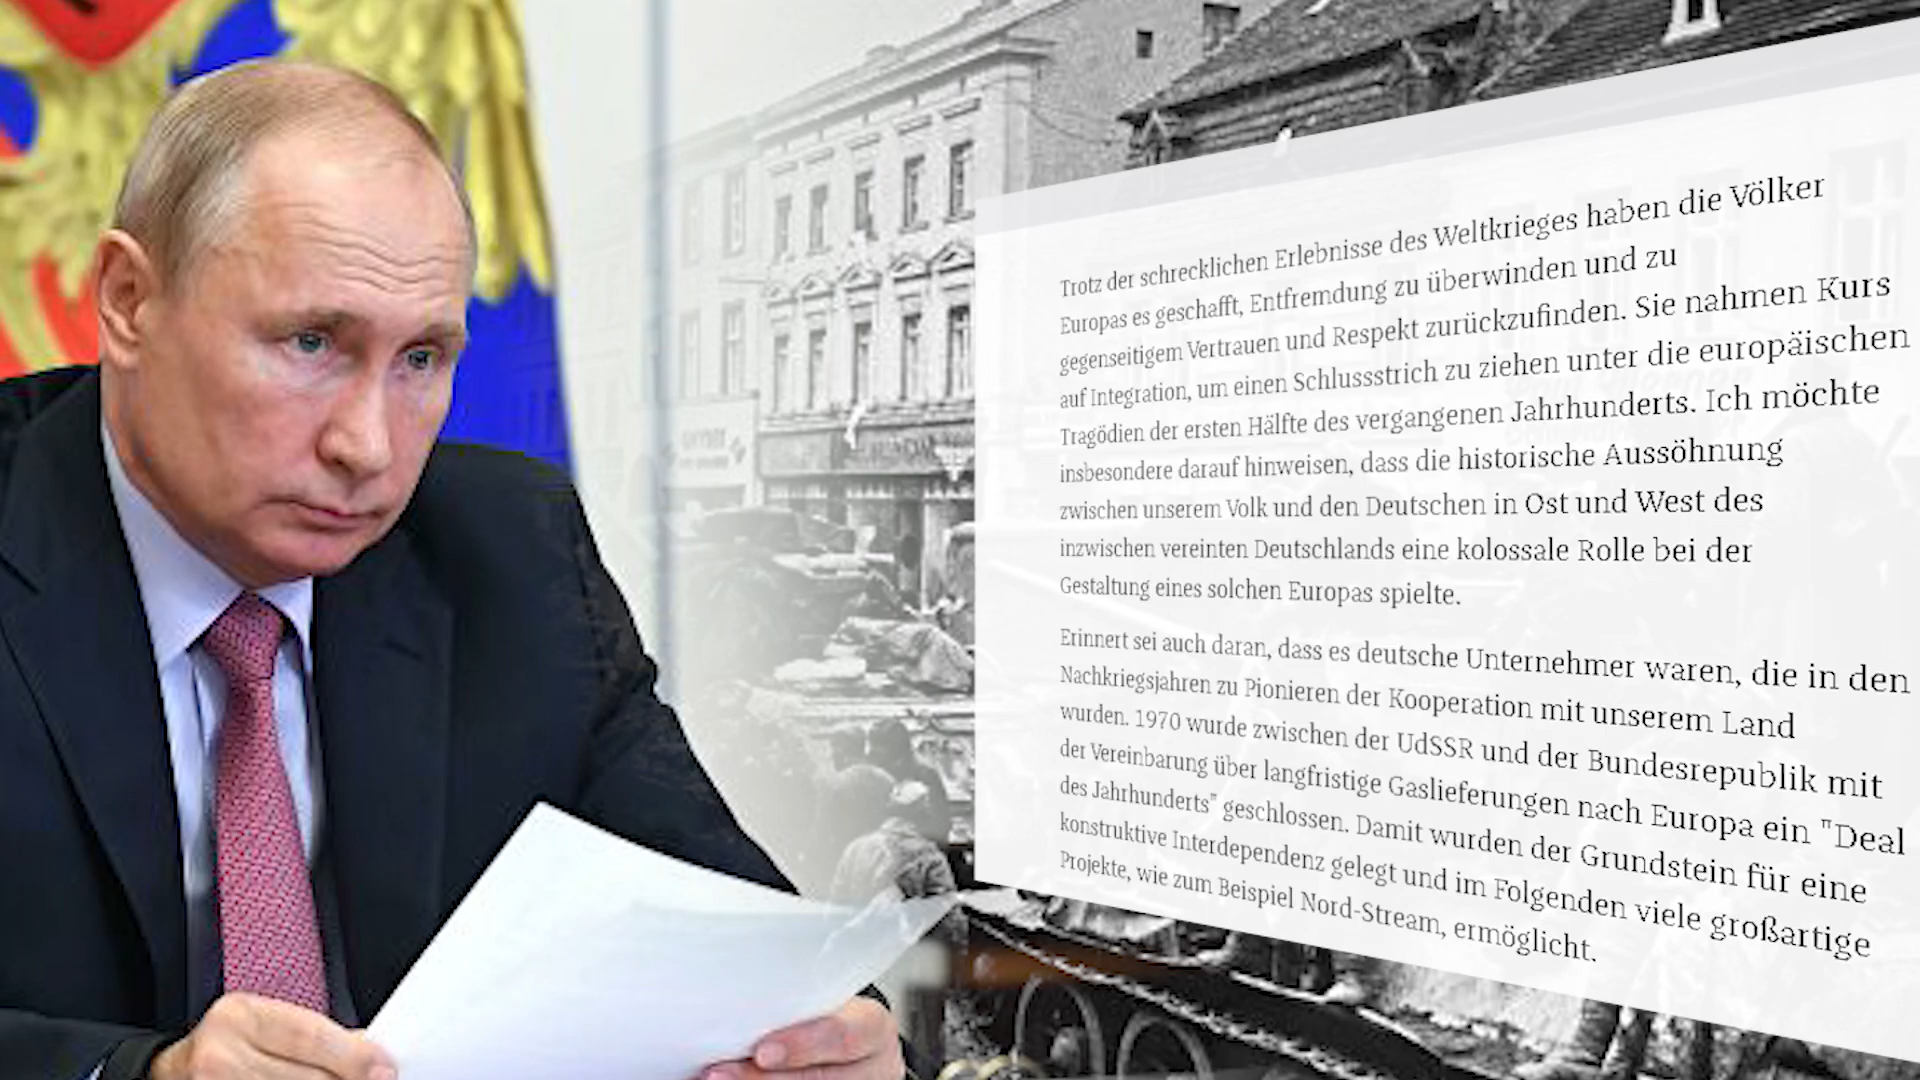 Trotz der schrecklichen Erlebnisse des Weltkrieges haben die Völker
Europas es geschafft, Entfremdung zu überwinden und zu
gegenseitigem Vertrauen und Respekt zurückzufinden. Sie nahmen Kurs
auf Integration, um einen Schlussstrich zu ziehen unter die europäischen
Tragödien der ersten Hälfte des vergangenen Jahrhunderts. Ich möchte
insbesondere darauf hinweisen, dass die historische Aussöhnung
zwischen unserem Volk und den Deutschen in Ost und West des
inzwischen vereinten Deutschlands eine kolossale Rolle bei der
Gestaltung eines solchen Europas spielte.
Erinnert sei auch daran, dass es deutsche Unternehmer waren, die in den
Nachkriegsjahren zu Pionieren der Kooperation mit unserem Land
wurden. 1970 wurde zwischen der UdSSR und der Bundesrepublik mit
der Vereinbarung über langfristige Gaslieferungen nach Europa ein "Deal
des Jahrhunderts" geschlossen. Damit wurden der Grundstein für eine
konstruktive Interdependenz gelegt und im Folgenden viele großartige
Projekte, wie zum Beispiel Nord-Stream, ermöglicht.